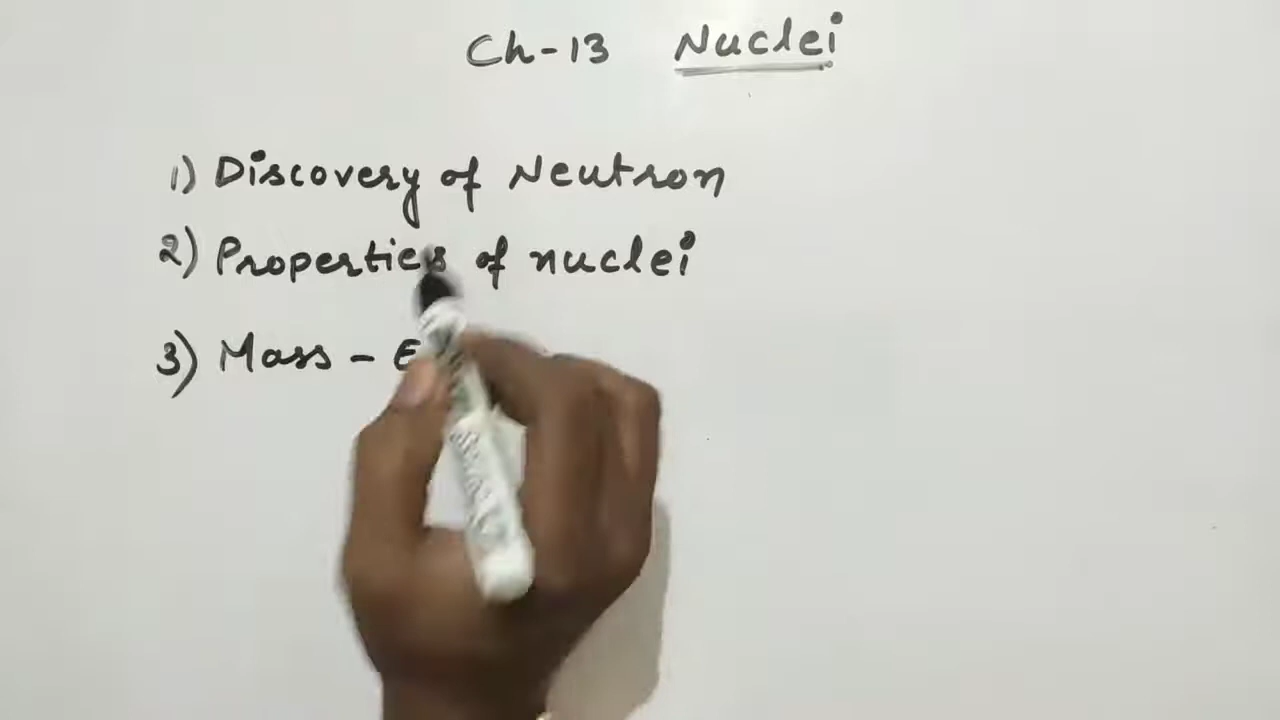 Ch-13 Nuclei
1) Discovery of Neutron
2) Properties of nuclei
3) Mass - E